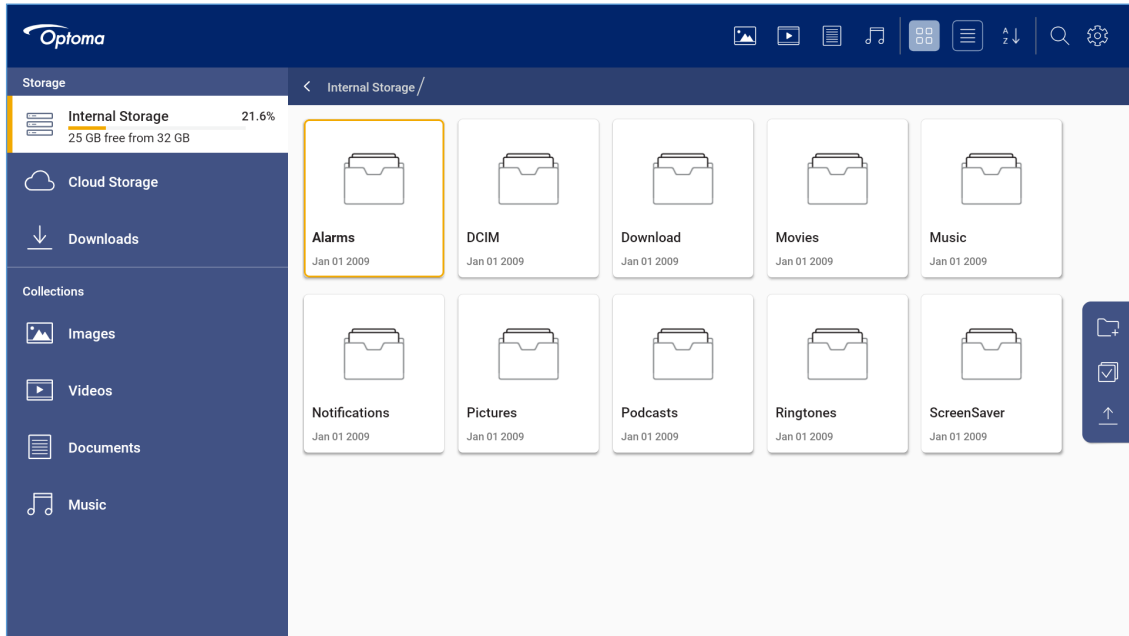 Optoma
A
Z
Storage
Internal Storage 21.6%
25 GB free from 32 GB
Cloud Storage
Downloads
Collections
Images
Videos
Documents
Music
Internal Storage /
Alarms
Jan 01 2009
DCIM
Jan 01 2009
Download
Jan 01 2009
Movies
Jan 01 2009
Music
Jan 01 2009
Notifications
Jan 01 2009
Pictures
Jan 01 2009
Podcasts
Jan 01 2009
Ringtones
Jan 01 2009
ScreenSaver
Jan 01 2009